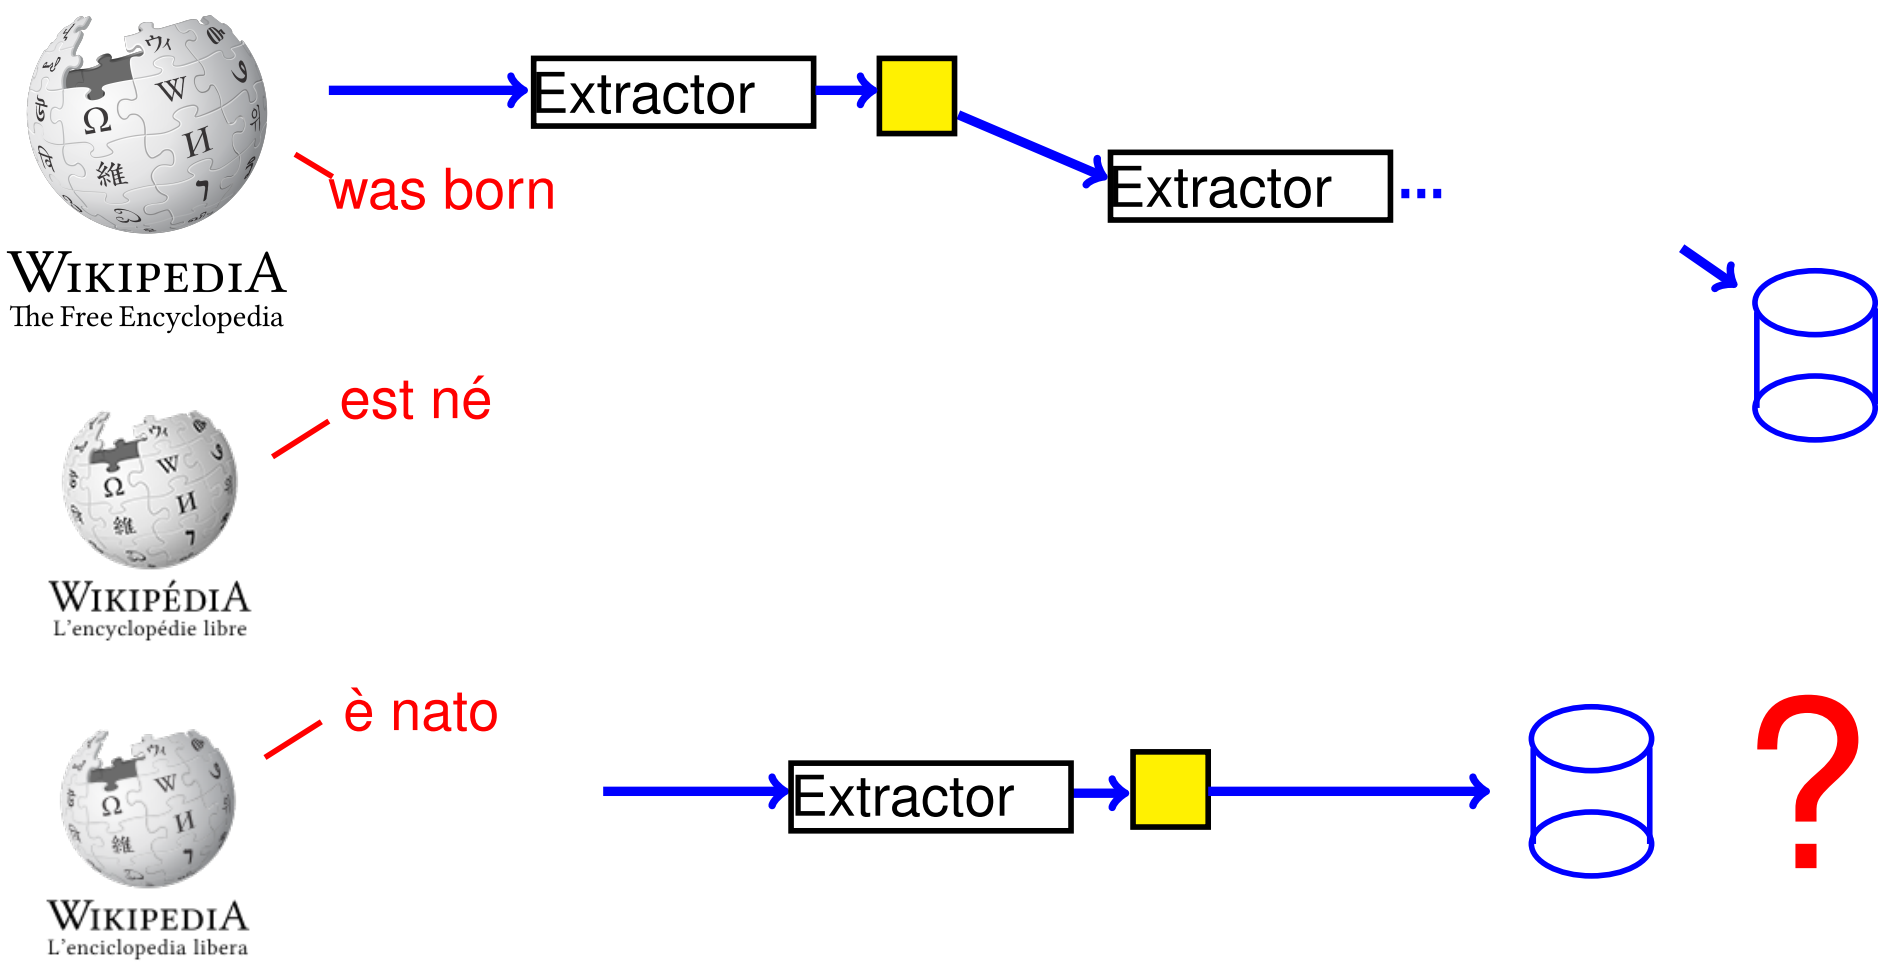 Extractor
was born
Extractor
...
WIKIPEDIA
The Free Encyclopedia
est né
WIKIPÉDIA
L'encyclopédie libre
è nato
Extractor
?
WIKIPEDIA
L'enciclopedia libera